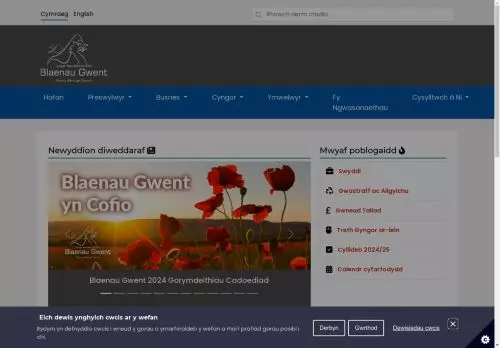 Cymraeg English
Rhowch derm chwilio...
Blaenau Gwent
Hafan Preswylwyr Busnes Cyngor Ymwelwyr Fy Ngwasanaethau Cysylltwch â Ni
Newyddion diweddaraf
Mwyaf poblogaidd
Blaenau Gwent
yn Cofio
Blaenau Gwent
Blaenau Gwent 2024 Gorymdeithiau Cadoediad
Swyddi
Gwastraff ac Ailgylchu
Gwneud Taliad
Treth Gyngor ar-lein
Cyllideb 2024/25
Calendr cyfarfodydd
Eich dewis ynghylch cwcis ar y wefan
Rydym yn defnyddio cwcis i wneud y gorau o ymarferoldeb y wefan a rhoi'r profiad gorau posibl i
chi.
Derbyn
Gwrthod
Dewisiadau cwcis